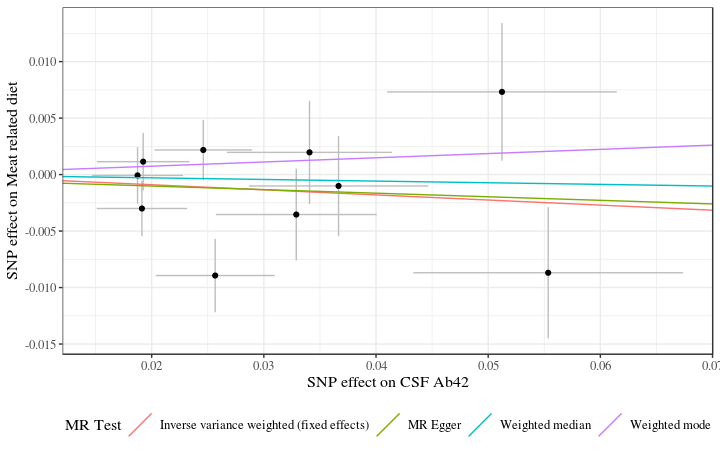 SNP effect on Meat related diet
0.010
0.005
0.000
-0.005
-0.010
-0.015
0.02 0.03 0.04 0.05 0.06 0.07
SNP effect on CSF Ab42
MR Test Inverse variance weighted (fixed effects) MR Egger Weighted median Weighted mode